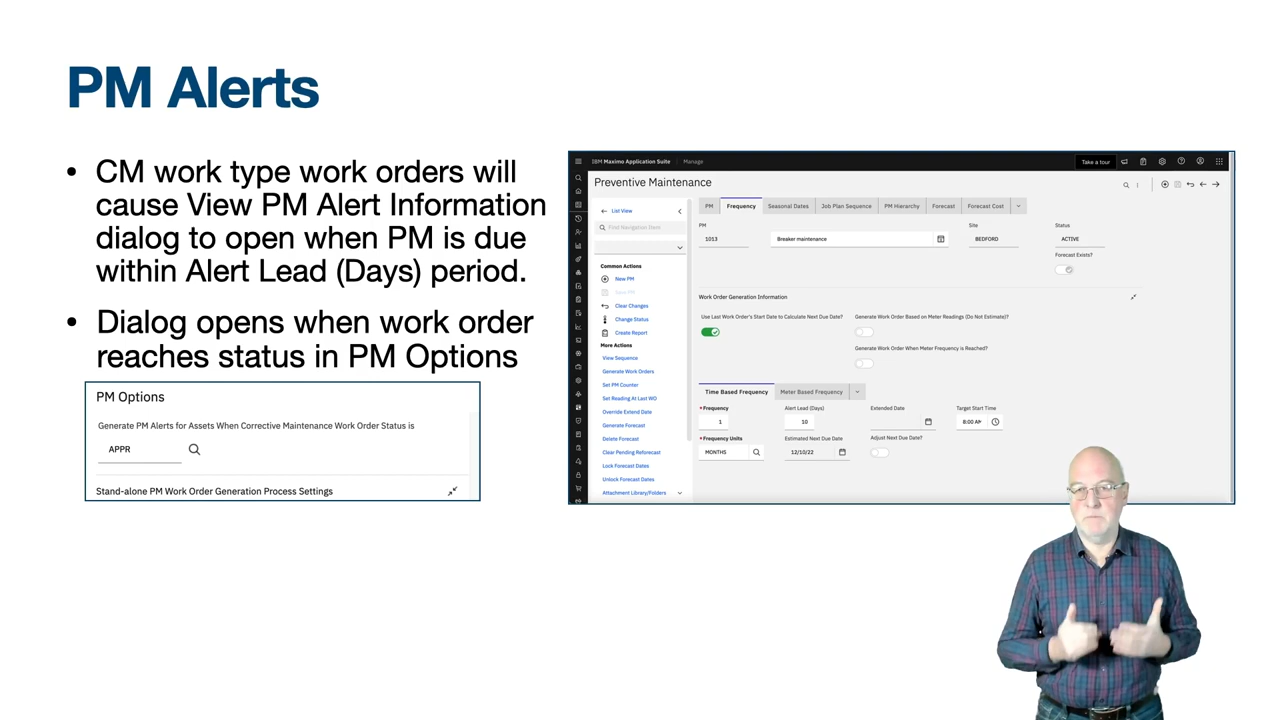 PM Alerts
• CM work type work orders will
cause View PM Alert Information
dialog to open when PM is due
within Alert Lead (Days) period.
• Dialog opens when work order
reaches status in PM Options
PM Options
Generate PM Alerts for Assets When Corrective Maintenance Work Order Status is
APPR
Stand-alone PM Work Order Generation Process Settings
IBM Maximo Application Suite Manage
Take a tour
Preventive Maintenance
List View
Find Navigation Item
Common Actions
New PM
Save PM
Clear Changes
Change Status
Create Report
More Actions
View Sequence
Generate Work Orders
Set PM Counter
Set Reading At Last WO
Override Extend Date
Generate Forecast
Delete Forecast
Clear Pending Reforecast
Lock Forecast Dates
Unlock Forecast Dates
Attachment Library/Folders
PM Frequency Seasonal Dates Job Plan Sequence PM Hierarchy Forecast Forecast Cost
PM Site Status
1013 Breaker maintenance BEDFORD ACTIVE
Forecast Exists?
Work Order Generation Information
Use Last Work Order's Start Date to Calculate Next Due Date? Generate Work Order Based on Meter Readings (Do Not Estimate)?
Generate Work Order When Meter Frequency is Reached?
Time Based Frequency Meter Based Frequency
* Frequency Alert Lead (Days) Extended Date Target Start Time
1 10 8:00 AM
* Frequency Units Estimated Next Due Date Adjust Next Due Date?
MONTHS 12/10/22